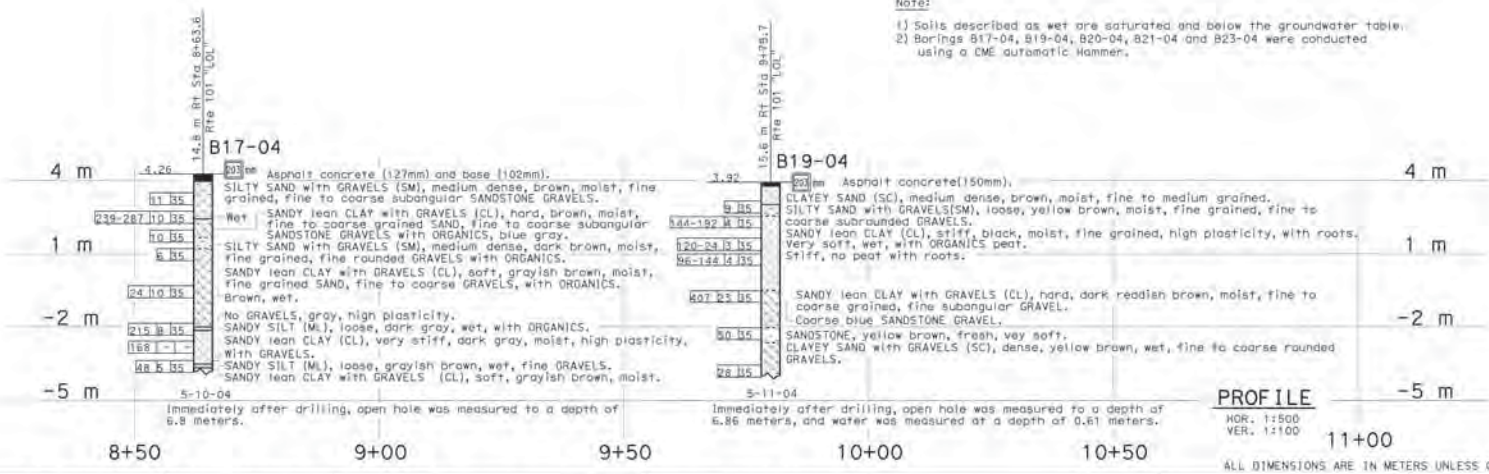 Note:
1) Soils described as wet are saturated and below the groundwater table.
2) Borings B17-04, B19-04, B20-04, B21-04 and B23-04 were conducted
using a CME automatic Hammer.
14.8 m Rt Sta 8+63.6
Rte 101 "LOL"
B17-04
4 m
4.26
203 mm
Asphalt concrete (127mm) and base (102mm).
SILTY SAND with GRAVELS (SM), medium dense, brown, moist, fine
grained, fine to coarse subangular SANDSTONE GRAVELS.
11 35
239-287 10 35
Wet
SANDY lean CLAY with GRAVELS (CL), hard, brown, moist,
fine to coarse grained SAND, fine to coarse subangular
SANDSTONE GRAVELS with ORGANICS, blue gray.
10 35
1 m
SILTY SAND with GRAVELS (SM), medium dense, dark brown, moist,
fine grained, fine rounded GRAVELS with ORGANICS.
6 35
SANDY lean CLAY with GRAVELS (CL), soft, grayish brown, moist,
fine grained SAND, fine to coarse GRAVELS, with ORGANICS.
24 10 35
Brown, wet.
No GRAVELS, gray, high plasticity.
-2 m
215 8 35
SANDY SILT (ML), loose, dark gray, wet, with ORGANICS.
SANDY lean CLAY (CL), very stiff, dark gray, moist, high plasticity,
168 - -
With GRAVELS.
48 5 35
SANDY SILT (ML), loose, grayish brown, wet, fine GRAVELS.
SANDY lean CLAY with GRAVELS (CL), soft, grayish brown, moist.
-5 m
5-10-04
Immediately after drilling, open hole was measured to a depth of
6.8 meters.
15.6 m Rt Sta 9+79.7
Rte 101 "LOL"
B19-04
3.92
203 mm
Asphalt concrete(150mm).
4 m
CLAYEY SAND (SC), medium dense, brown, moist, fine to medium grained.
9 35
SILTY SAND with GRAVELS(SM), loose, yellow brown, moist, fine grained, fine to
coarse subrounded GRAVELS.
144-192 4 35
SANDY lean CLAY (CL), stiff, black, moist, fine grained, high plasticity, with roots.
120-24 3 35
Very soft, wet, with ORGANICS peat.
1 m
96-144 4 35
Stiff, no peat with roots.
407 25 35
SANDY lean CLAY with GRAVELS (CL), hard, dark reddish brown, moist, fine to
coarse grained, fine subangular GRAVEL.
Coarse blue SANDSTONE GRAVEL.
-2 m
50 35
SANDSTONE, yellow brown, fresh, vey soft.
CLAYEY SAND with GRAVELS (SC), dense, yellow brown, wet, fine to coarse rounded
GRAVELS.
28 35
5-11-04
-5 m
Immediately after drilling, open hole was measured to a depth of
6.86 meters, and water was measured at a depth of 0.61 meters.
PROFILE
HOR. 1:500
VER. 1:100
8+50
9+00
9+50
10+00
10+50
11+00
ALL DIMENSIONS ARE IN METERS UNLESS